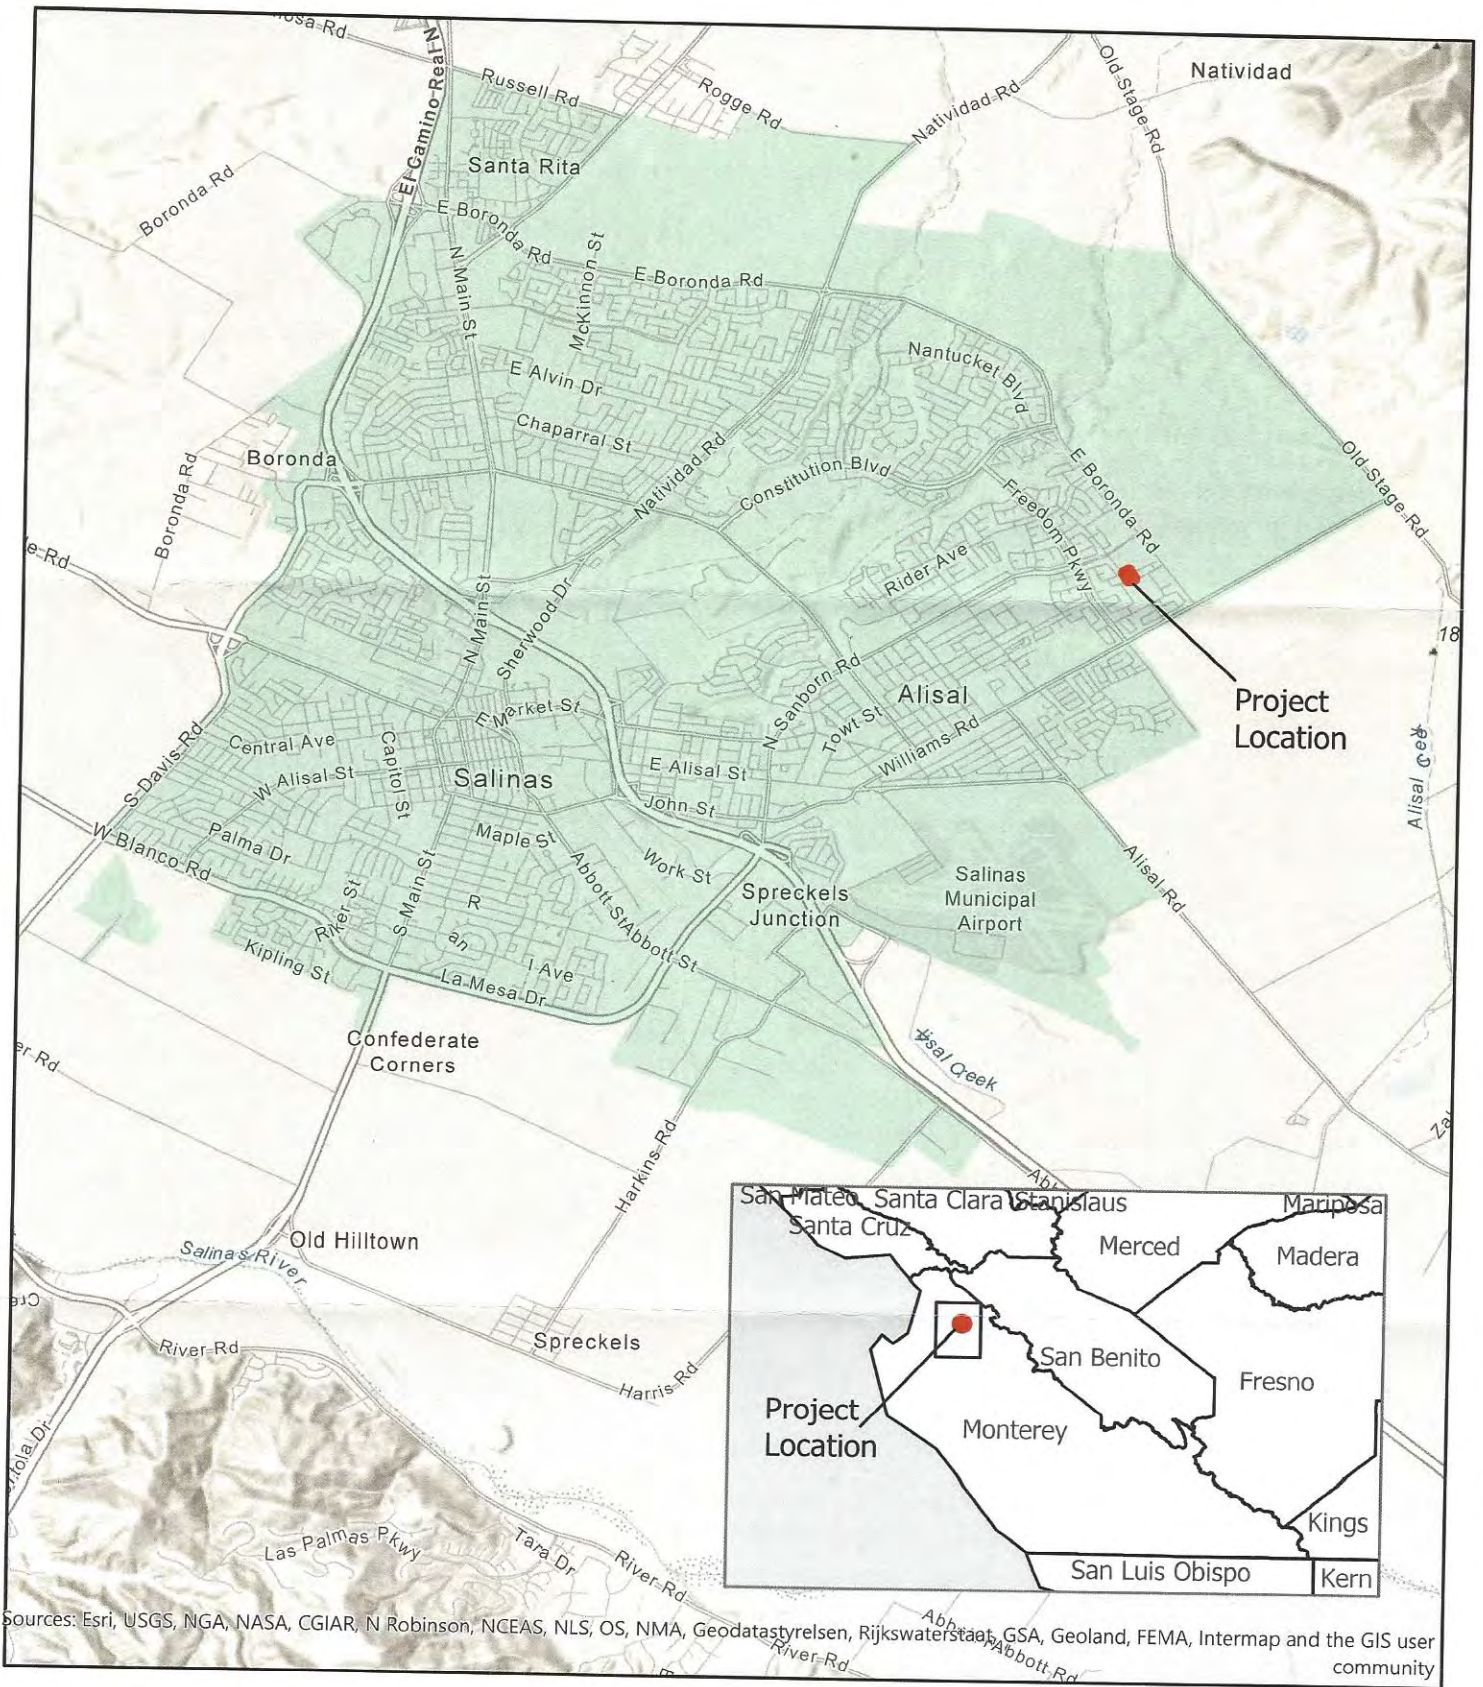 Natividad
Old Stage Rd
Natividad Rd
Rogge Rd
Russell Rd
El Camino Real N
Santa Rita
Boronda Rd
E Boronda Rd
N Main St
McKinnon St
E Boronda Rd
Nantucket Blvd
E Alvin Dr
Chaparral St
Boronda
Boronda Rd
Natividad Rd
Constitution Blvd
Freedom Pkwy
E Boronda Rd
Old Stage Rd
Rider Ave
N Main St
Sherwood Dr
18
Project
Location
N Sanborn Rd
Alisal
Towt St
Williams Rd
E Market St
Central Ave
Capitol St
W Alisal St
Salinas
S Davis Rd
E Alisal St
John St
Alisal
W Blanco Rd
Palma Dr
Maple St
Abbott St
Work St
Riker St
S Main St
Spreckels
Junction
Salinas
Municipal
Airport
Alisal Rd
R
an
I Ave
Abbott St
Kipling St
La Mesa Dr
Confederate
Corners
Creek
Harkins Rd
Old Hilltown
Salinas River
River Rd
Spreckels
Harris Rd
San Mateo
Santa Clara
Stanislaus
Mariposa
Santa Cruz
Merced
Madera
San Benito
Fresno
Project
Location
Monterey
Kings
San Luis Obispo
Kern
Las Palmas Pkwy
Tara Dr
River Rd
Sources: Esri, USGS, NGA, NASA, CGIAR, N Robinson, NCEAS, NLS, OS, NMA, Geodatastyrelsen, Rijkswaterstaat, GSA, Geoland, FEMA, Intermap and the GIS user
community
River Rd
Abbott Rd